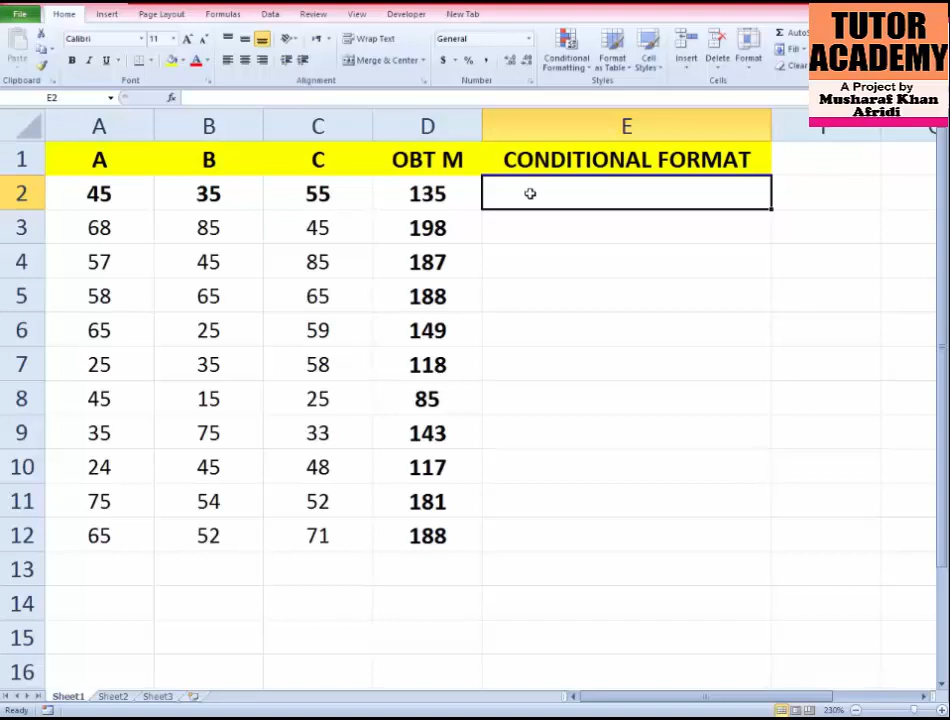 File Home Insert Page Layout Formulas Data Review View Developer New Tab
TUTOR
ACADEMY
A Project by
Musharaf Khan
Afridi
Calibri 11 Wrap Text General
Paste B I U Merge & Center $ % , Conditional Formatting Format as Table Cell Styles Insert Delete Format Fill Clear
Clipboard Font Alignment Number Styles Cells
E2 fx
A B C D E
1 A B C OBT M CONDITIONAL FORMAT
2 45 35 55 135
3 68 85 45 198
4 57 45 85 187
5 58 65 65 188
6 65 25 59 149
7 25 35 58 118
8 45 15 25 85
9 35 75 33 143
10 24 45 48 117
11 75 54 52 181
12 65 52 71 188
13
14
15
16
Sheet1 Sheet2 Sheet3
Ready 230%